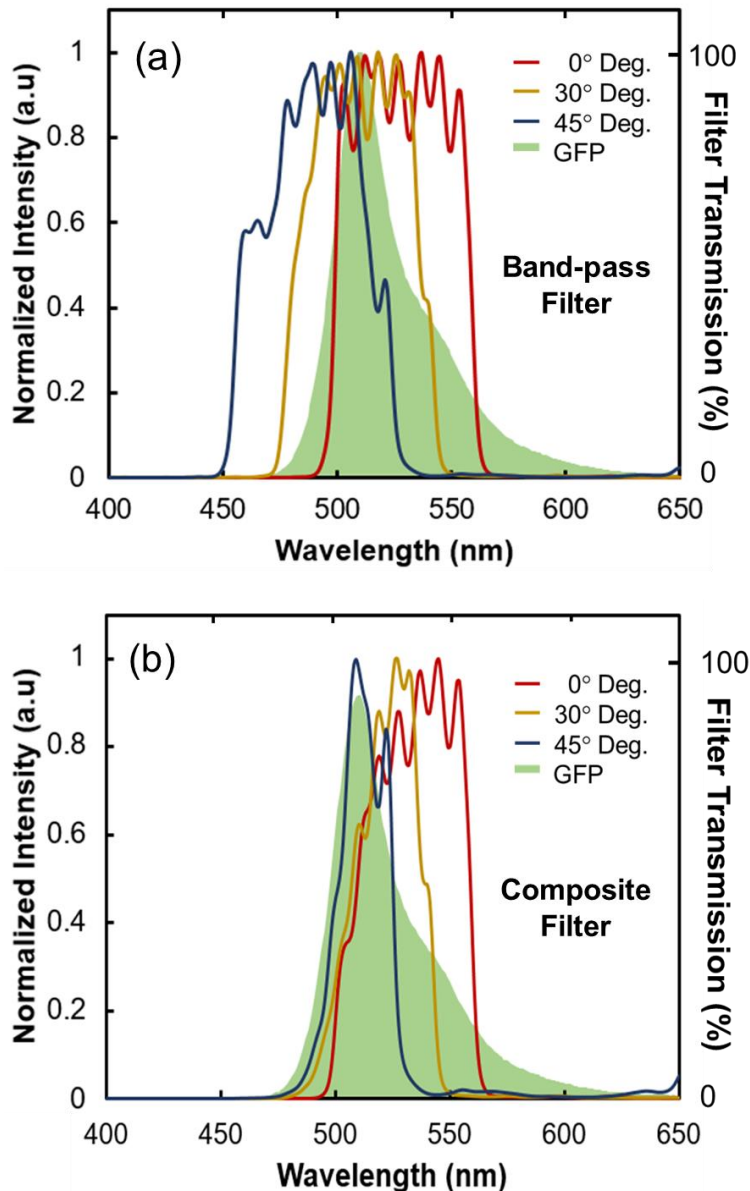 (a)
Normalized Intensity (a.u)
1
0.8
0.6
0.4
0.2
0
0° Deg.
30° Deg.
45° Deg.
GFP
Band-pass
Filter
100
0
Filter Transmission (%)
400 450 500 550 600 650
Wavelength (nm)
(b)
Normalized Intensity (a.u)
1
0.8
0.6
0.4
0.2
0
0° Deg.
30° Deg.
45° Deg.
GFP
Composite
Filter
100
0
Filter Transmission (%)
400 450 500 550 600 650
Wavelength (nm)